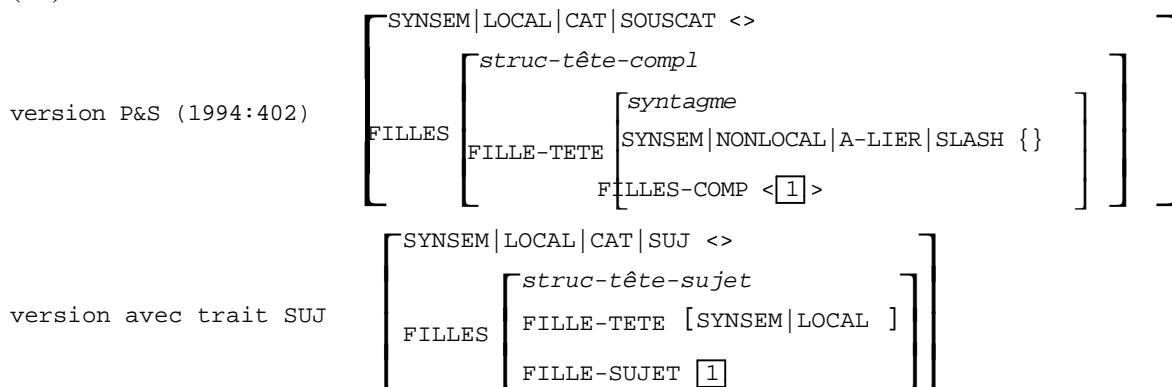 SYNSEM|LOCAL|CAT|SOUSCAT <>
struc-tête-compl
version P&S (1994:402)
syntagme
FILLES
FILLE-TETE
SYNSEM|NONLOCAL|A-LIER|SLASH {}
FILLES-COMP <1>
SYNSEM|LOCAL|CAT|SUJ <>
struc-tête-sujet
version avec trait SUJ
FILLES
FILLE-TETE [SYNSEM|LOCAL ]
FILLE-SUJET 1